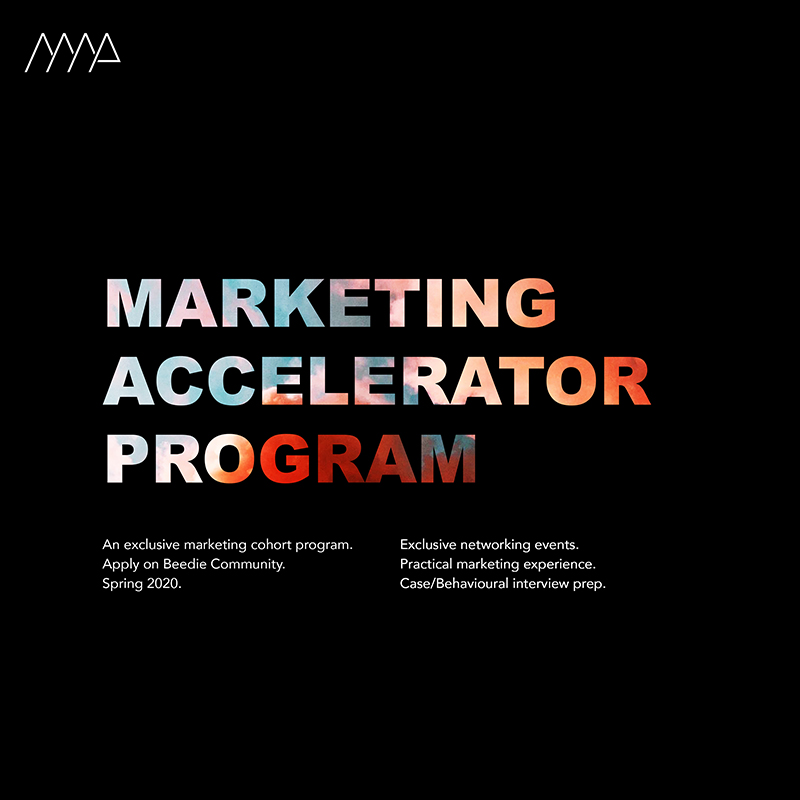 MARKETING
ACCELERATOR
PROGRAM
An exclusive marketing cohort program.
Apply on Beedie Community.
Spring 2020.
Exclusive networking events.
Practical marketing experience.
Case/Behavioural interview prep.